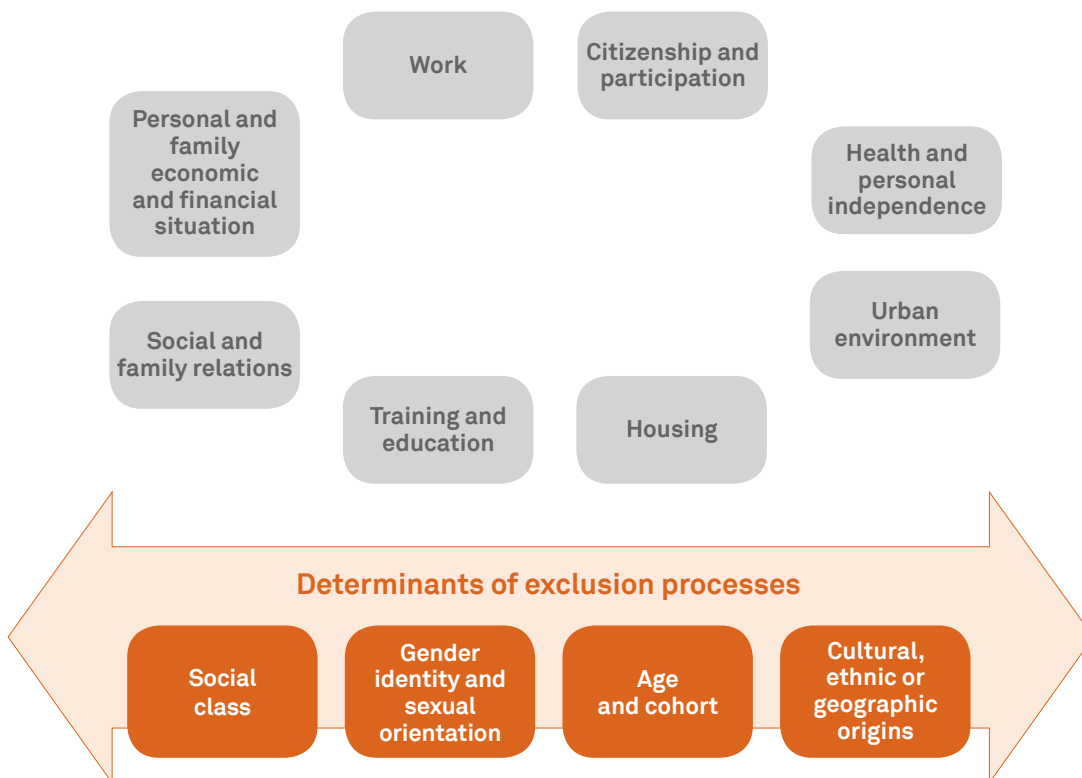 Work
Citizenship and
participation
Personal and
family
economic
and financial
situation
Health and
personal
independence
Social and
family relations
Urban
environment
Training and
education
Housing
Determinants of exclusion processes
Social
class
Gender
identity and
sexual
orientation
Age
and cohort
Cultural,
ethnic or
geographic
origins